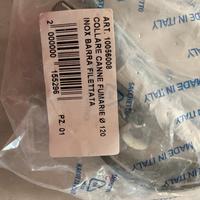 ART. 10056008
COLLARE CANNE FUMARIE Ø 120
INOX BARRA FILETTATA
2 000000 155296
PZ. 01
MADE IN ITALY
MADE IN ITALY